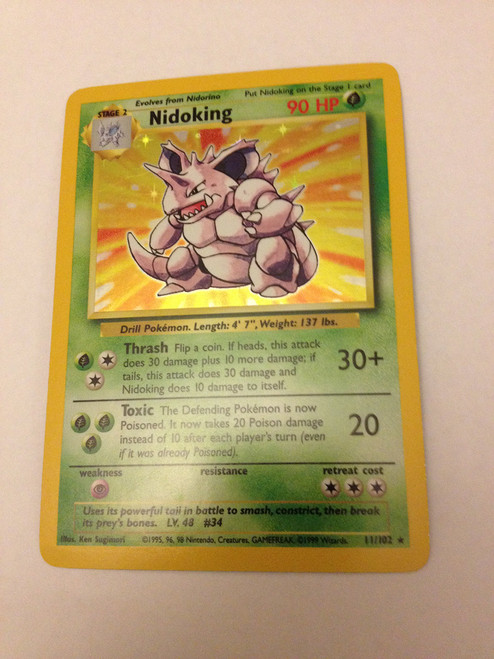 Evolves from Nidorino
Put Nidoking on the Stage 1 card
STAGE 2
Nidoking
90 HP
Drill Pokémon. Length: 4' 7", Weight: 137 lbs.
Thrash Flip a coin. If heads, this attack
does 30 damage plus 10 more damage; if
tails, this attack does 30 damage and
Nidoking does 10 damage to itself.
30+
Toxic The Defending Pokémon is now
Poisoned. It now takes 20 Poison damage
instead of 10 after each player's turn (even
if it was already Poisoned).
20
weakness
resistance
retreat cost
Uses its powerful tail in battle to smash, constrict, then break
its prey's bones. LV. 48 #34
Illus. Ken Sugimori
©1995, 96, 98 Nintendo, Creatures, GAMEFREAK. ©1999 Wizards.
11/102 ★